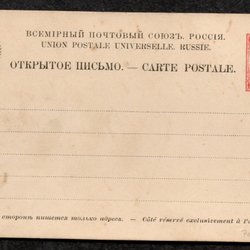 ВСЕМІРНЫЙ ПОЧТОВЫЙ СОЮЗЪ. РОССІЯ.
UNION POSTALE UNIVERSELLE. RUSSIE.
ОТКРЫТОЕ ПИСЬМО. — CARTE POSTALE.
сторонѣ пишется только адресъ. — Côté réservé exclusivement à l'